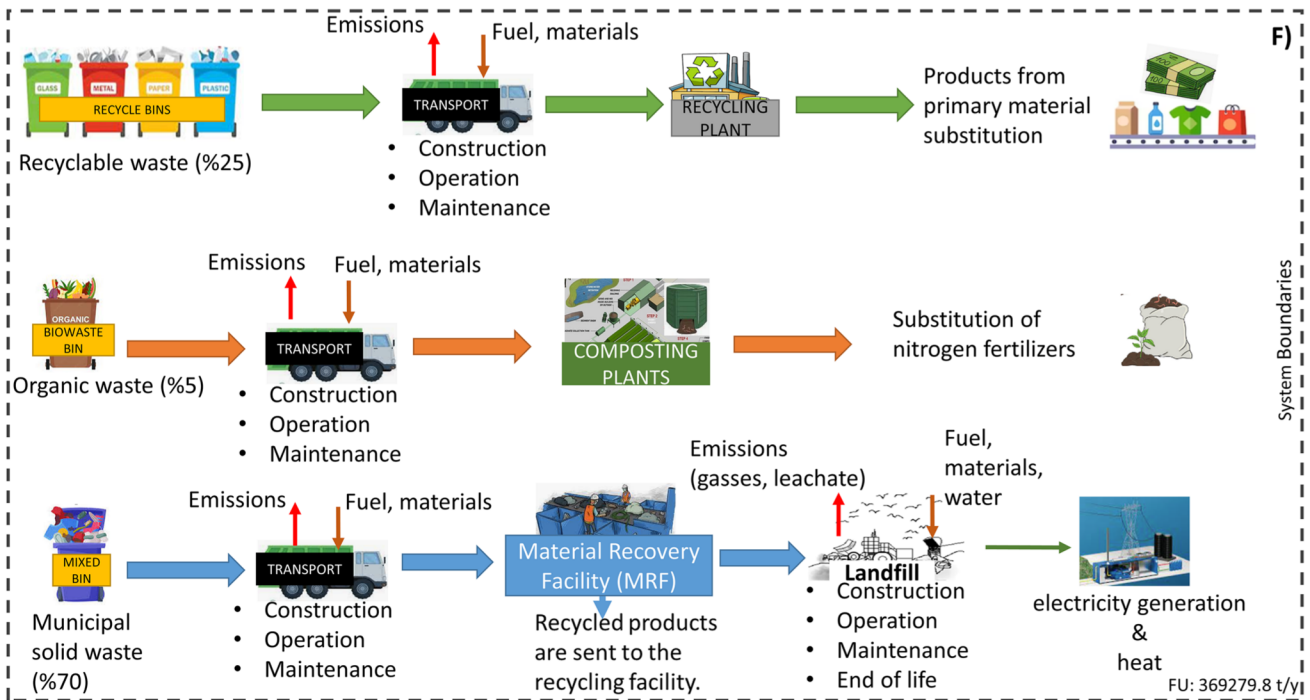 F)
Emissions
Fuel, materials
GLASS
METAL
PAPER
PLASTIC
RECYCLE BINS
Recyclable waste (%25)
TRANSPORT
• Construction
• Operation
• Maintenance
RECYCLING
PLANT
Products from
primary material
substitution
100
100
System Boundaries
Emissions
Fuel, materials
ORGANIC
BIOWASTE
BIN
Organic waste (%5)
TRANSPORT
• Construction
• Operation
• Maintenance
COMPOSTING
PLANTS
Substitution of
nitrogen fertilizers
Emissions
Fuel, materials
MIXED
BIN
Municipal
solid waste
(%70)
TRANSPORT
• Construction
• Operation
• Maintenance
Material Recovery
Facility (MRF)
Recycled products
are sent to the
recycling facility.
Emissions
(gasses, leachate)
Fuel,
materials,
water
Landfill
• Construction
• Operation
• Maintenance
• End of life
electricity generation
&
heat
FU: 369279.8 t/y